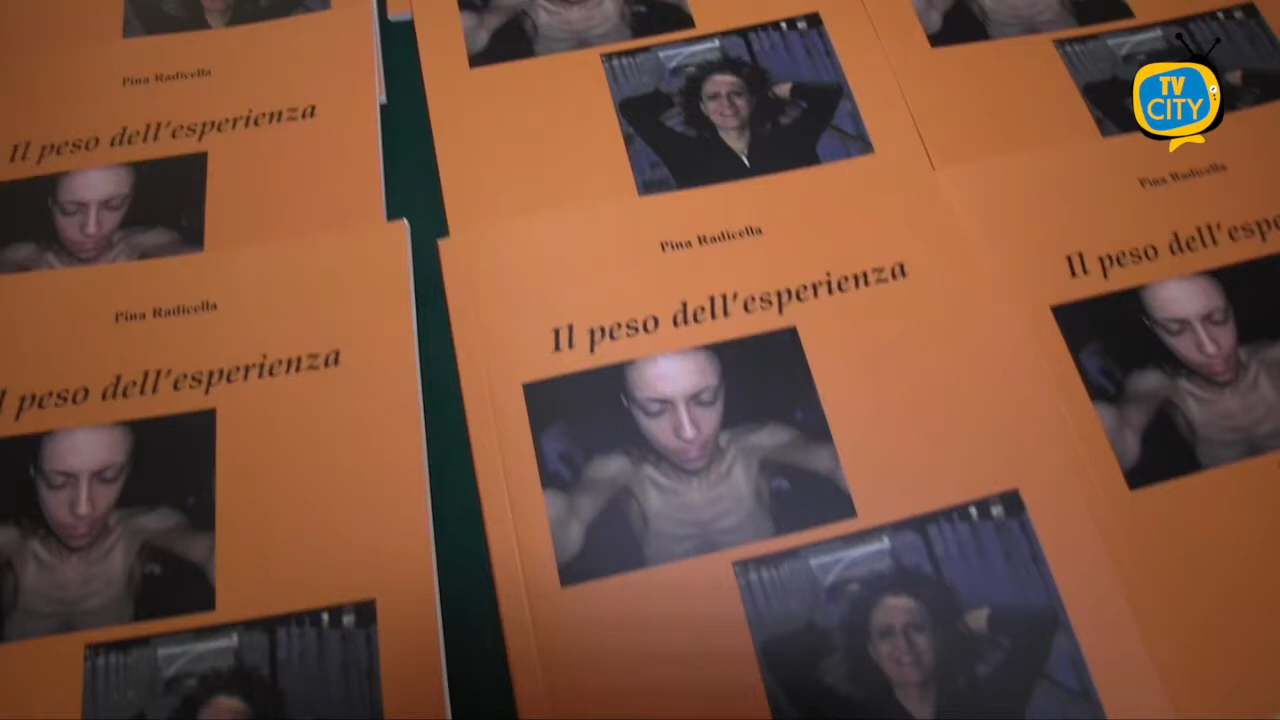 Pina Radicella
Il peso dell'esperienza
Pina Radicella
Il peso dell'esperienza
Pina Radicella
Il peso dell'esperienza
Pina Radicella
Il peso dell'espe
TV
CITY